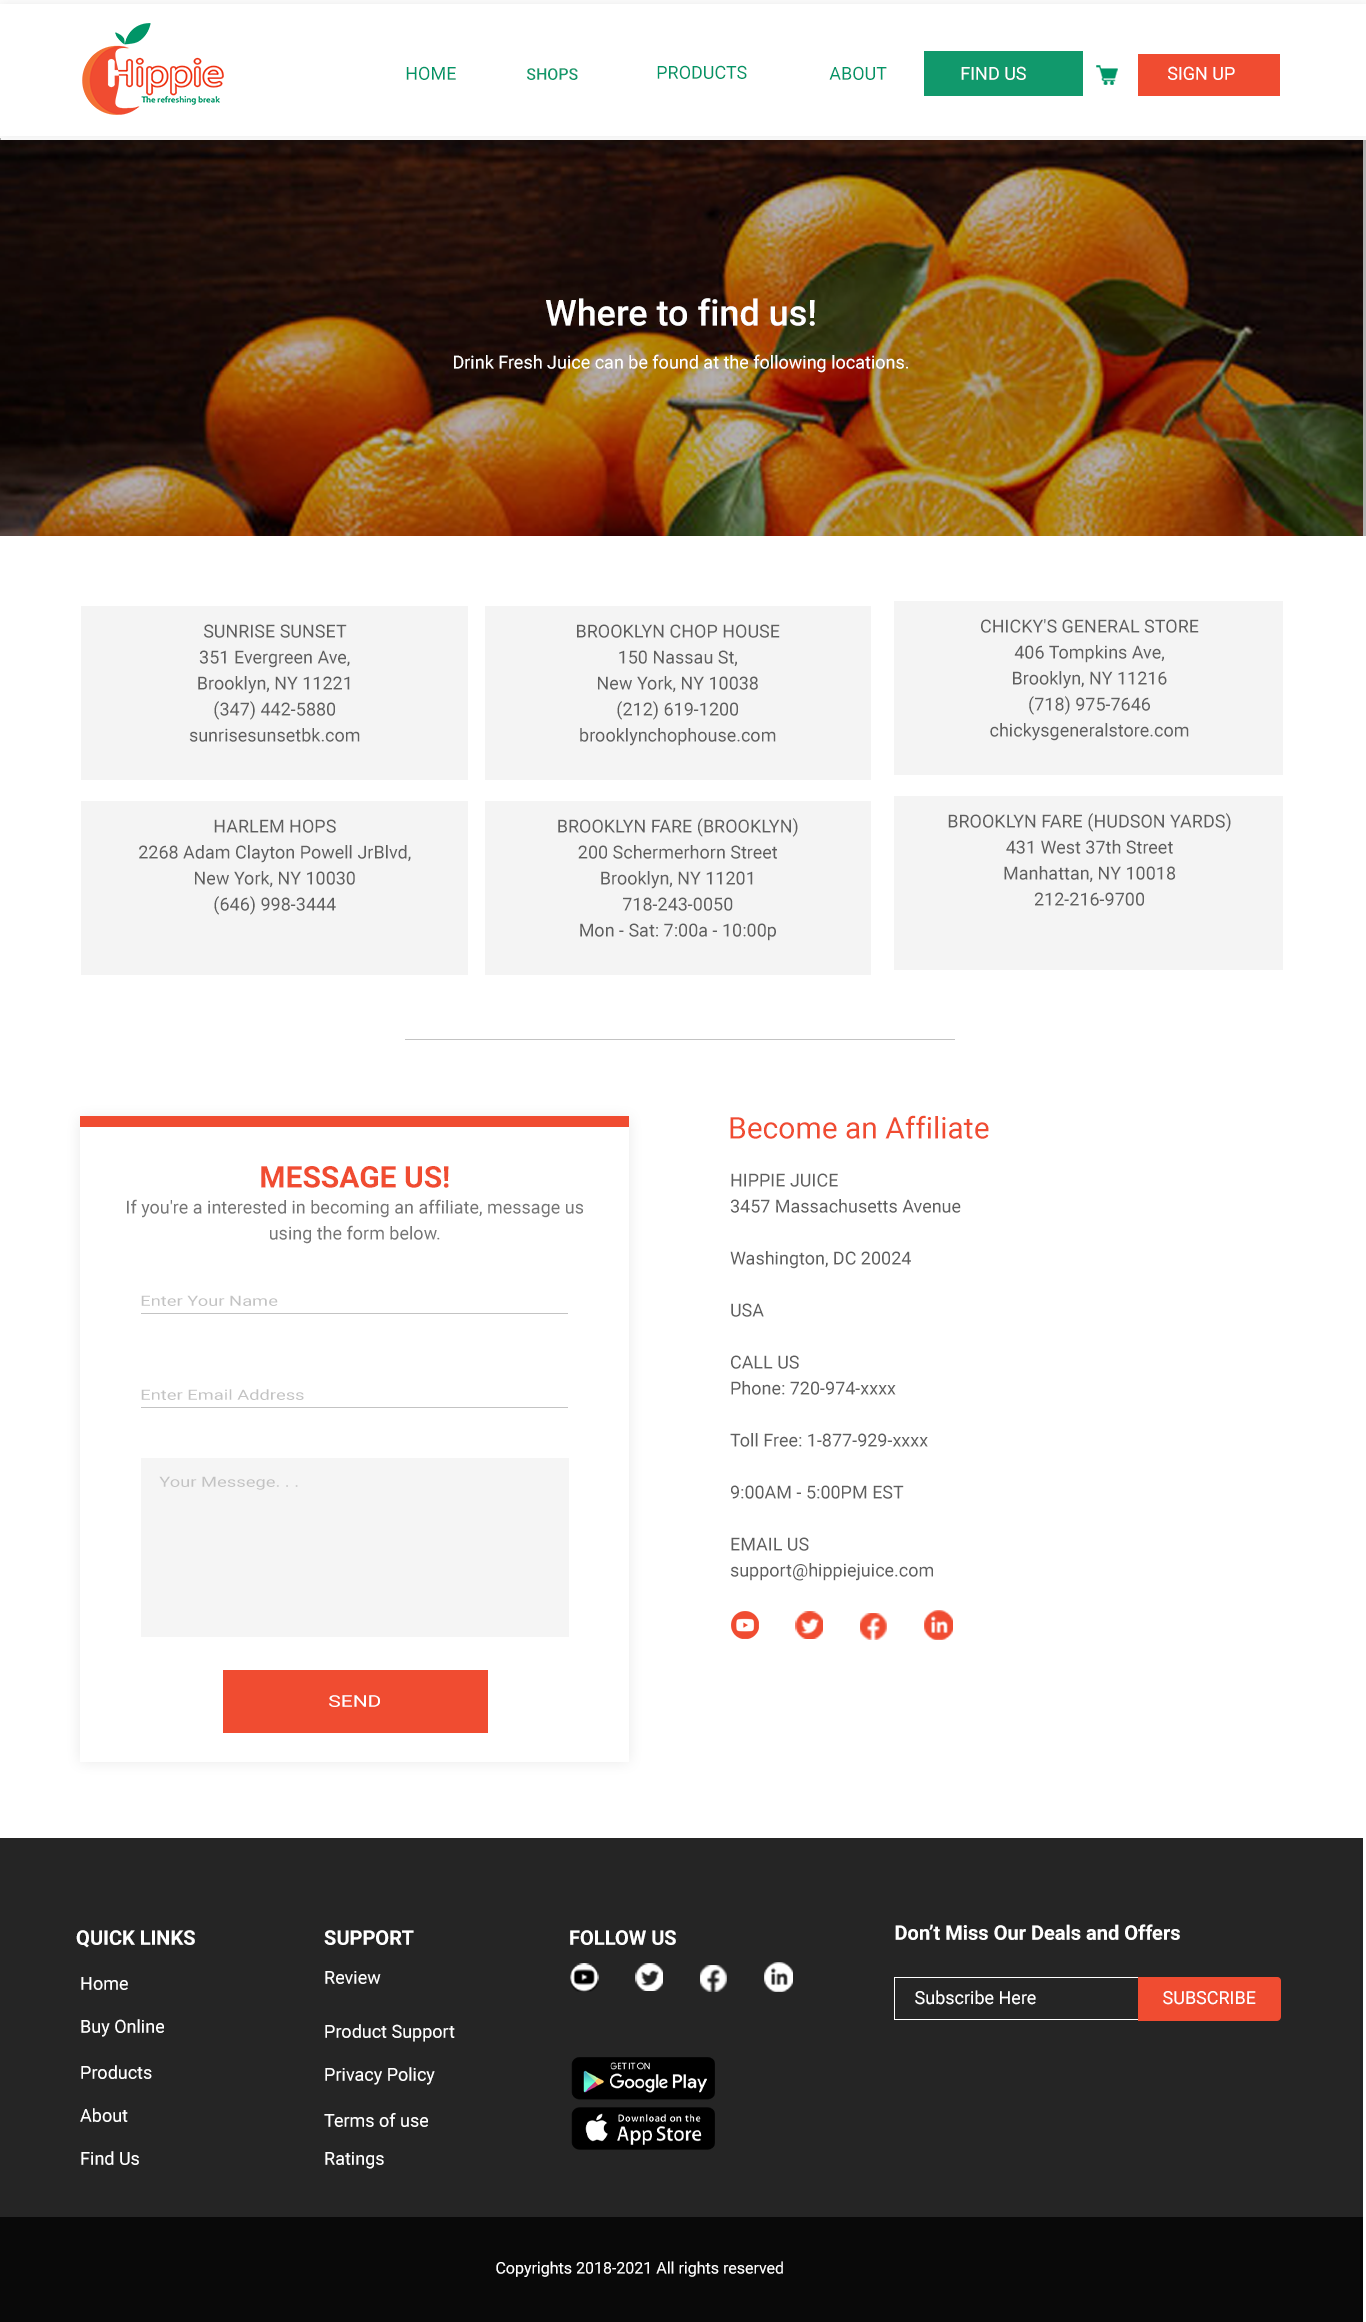 Hippie
The refreshing break
HOME
SHOPS
PRODUCTS
ABOUT
FIND US
SIGN UP
Where to find us!
Drink Fresh Juice can be found at the following locations.
SUNRISE SUNSET
351 Evergreen Ave,
Brooklyn, NY 11221
(347) 442-5880
sunrisesunsetbk.com
BROOKLYN CHOP HOUSE
150 Nassau St,
New York, NY 10038
(212) 619-1200
brooklynchophouse.com
CHICKY'S GENERAL STORE
406 Tompkins Ave,
Brooklyn, NY 11216
(718) 975-7646
chickysgeneralstore.com
HARLEM HOPS
2268 Adam Clayton Powell JrBlvd,
New York, NY 10030
(646) 998-3444
BROOKLYN FARE (BROOKLYN)
200 Schermerhorn Street
Brooklyn, NY 11201
718-243-0050
Mon - Sat: 7:00a - 10:00p
BROOKLYN FARE (HUDSON YARDS)
431 West 37th Street
Manhattan, NY 10018
212-216-9700
MESSAGE US!
If you're a interested in becoming an affiliate, message us
using the form below.
Enter Your Name
Enter Email Address
Your Messege. . .
SEND
Become an Affiliate
HIPPIE JUICE
3457 Massachusetts Avenue
Washington, DC 20024
USA
CALL US
Phone: 720-974-xxxx
Toll Free: 1-877-929-xxxx
9:00AM - 5:00PM EST
EMAIL US
support@hippiejuice.com
QUICK LINKS
Home
Buy Online
Products
About
Find Us
SUPPORT
Review
Product Support
Privacy Policy
Terms of use
Ratings
FOLLOW US
GET IT ON
Google Play
Download on the
App Store
Don’t Miss Our Deals and Offers
Subscribe Here
SUBSCRIBE
Copyrights 2018-2021 All rights reserved